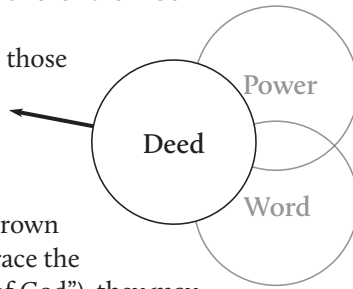 those
Power
Deed
Word
rown
race the
of God”), they may